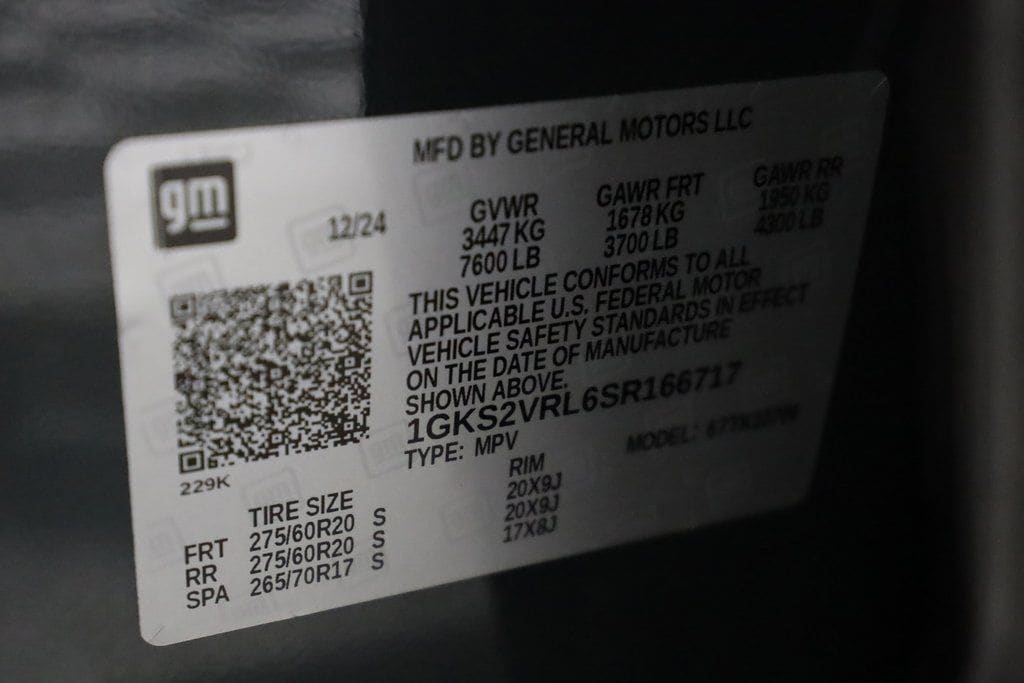 MFD BY GENERAL MOTORS LLC
gm
12/24
GVWR GAWR FRT GAWR RR
3447 KG 1678 KG 1950 KG
7600 LB 3700 LB 4300 LB
THIS VEHICLE CONFORMS TO ALL
APPLICABLE U.S. FEDERAL MOTOR
VEHICLE SAFETY STANDARDS IN EFFECT
ON THE DATE OF MANUFACTURE
SHOWN ABOVE.
1GKS2VRL6SR166717
TYPE: MPV MODEL:
229K
TIRE SIZE RIM
FRT 275/60R20 S 20X9J
RR 275/60R20 S 20X9J
SPA 265/70R17 S 17X8J